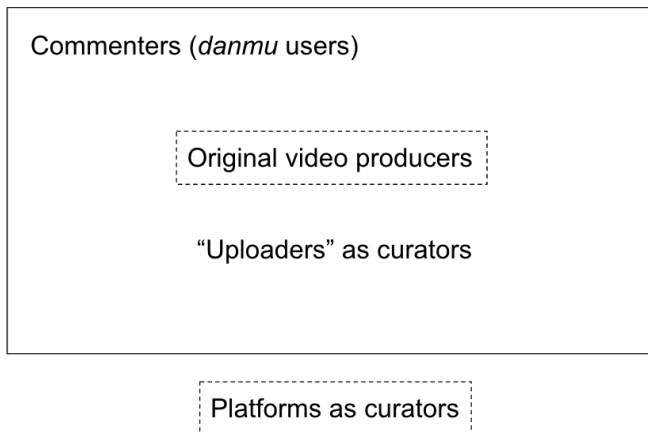 Commenters (danmu users)
Original video producers
“Uploaders” as curators
Platforms as curators